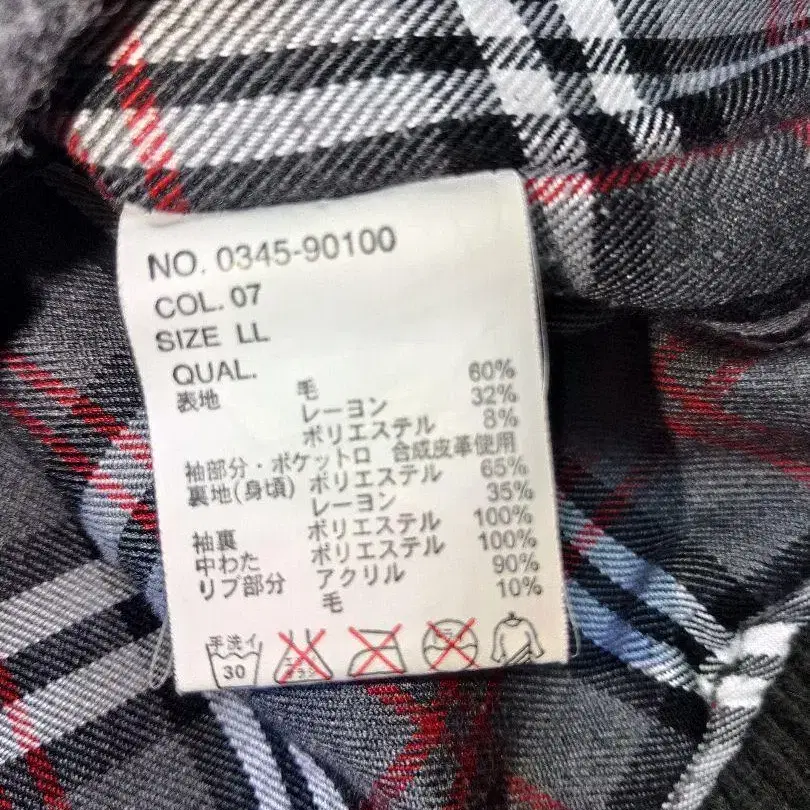 NO. 0345-90100
COL. 07
SIZE LL
QUAL.
表地 毛 60%
レーヨン 32%
ポリエステル 8%
袖部分・ポケット口 合成皮革使用
裏地(身頃) ポリエステル 65%
レーヨン 35%
袖裏 ポリエステル 100%
中わた ポリエステル 100%
リブ部分 アクリル 90%
毛 10%
手洗イ
30